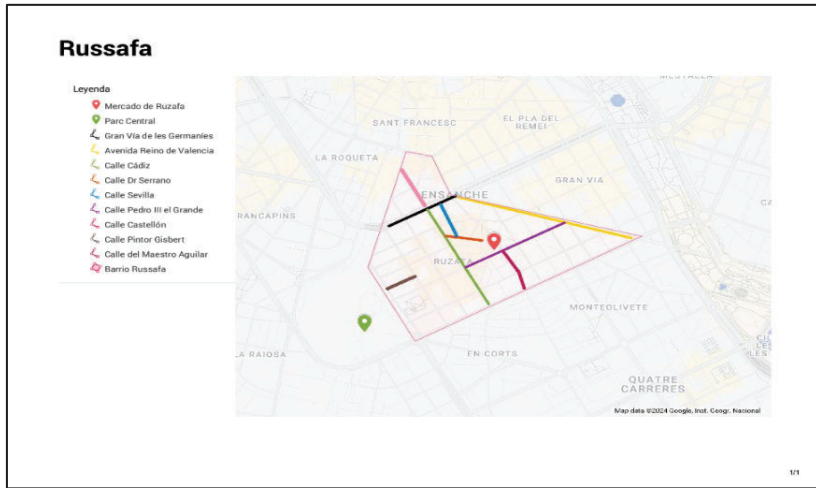 Russafa
Leyenda
Mercado de Ruzafa
Parc Central
Gran Vía de les Germaníes
Avenida Reino de Valencia
Calle Cádiz
Calle Dr Serrano
Calle Sevilla
Calle Pedro III el Grande
Calle Castellón
Calle Pintor Gisbert
Calle del Maestro Aguilar
Barrio Russafa
SANT FRANCESC
EL PLA DEL
REMEI
LA ROQUETA
ENSANCHE
GRAN VIA
RANCAPINS
RUZAFA
MONTEOLIVETE
LA RAIOSA
EN CORTS
QUATRE
CARRERES
Map data ©2024 Google, Inst. Geogr. Nacional
1/1